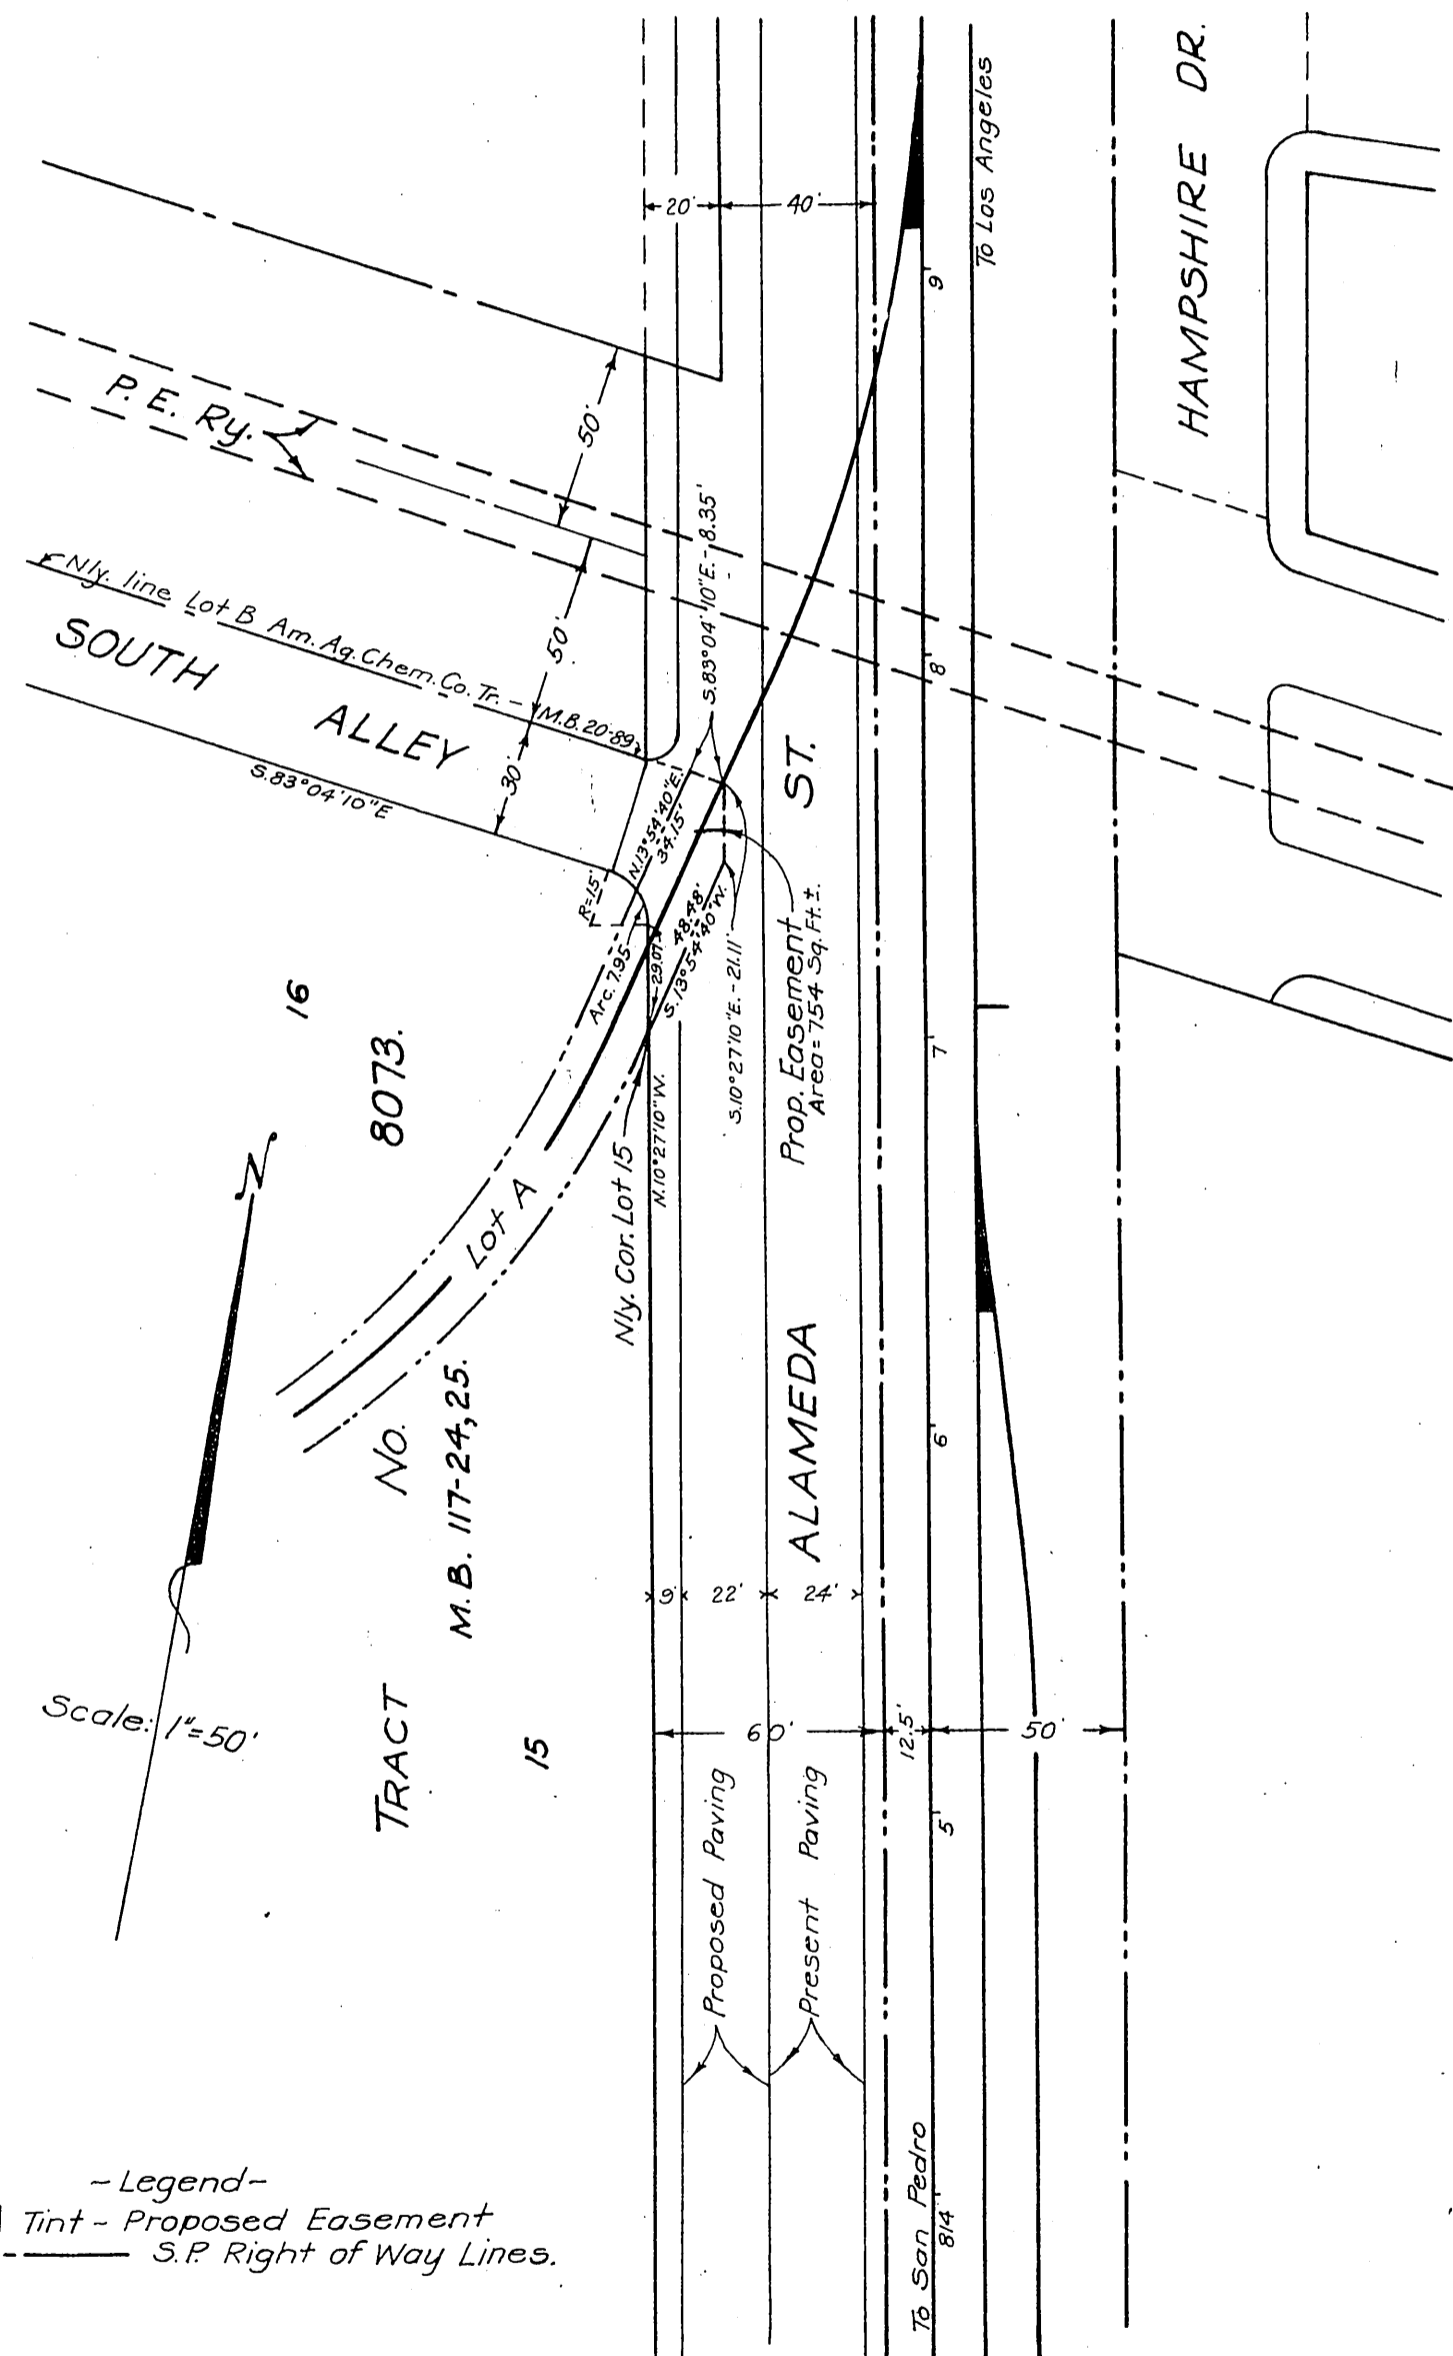 HAMPSHIRE DR.
To Los Angeles
20'
40'
P. E. Ry.
50'
9'
Nly. line Lot B Am. Ag. Chem. Co. Tr. - M.B. 20-89
SOUTH ALLEY
50'
S.83°04'10"E. - 8.35'
8'
30'
S.83°04'10"E
N.13°54'40"E.
34.15'
R=15'
ST.
48.48'
S.13°54'40"W.
Arc. 7.95
29.07
S.10°27'10"E. - 21.11'
Prop. Easement
Area = 754 Sq. Ft. ±.
16
8073.
7'
N
N.10°27'10"W.
Nly. Cor. Lot 15
Lot A
ALAMEDA
No.
M.B. 117-24,25.
6'
9'
22'
24'
Scale: 1"=50'
TRACT
15
60'
12.5'
50'
Proposed Paving
Present Paving
5'
To San Pedro
814'
~ Legend ~
Tint ~ Proposed Easement
S.P. Right of Way Lines.